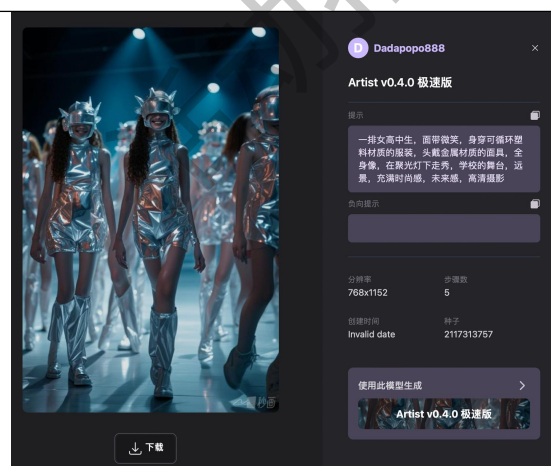 D Dadapopo888 ×
Artist v0.4.0 极速版
提示
一排女高中生，面带微笑，身穿可循环塑
料材质的服装，头戴金属材质的面具，全
身像，在聚光灯下走秀，学校的舞台，远
景，充满时尚感，未来感，高清摄影
负向提示
分辨率 步骤数
768x1152 5
创建时间 种子
Invalid date 2117313757
使用此模型生成
Artist v0.4.0 极速版
秒画
下载